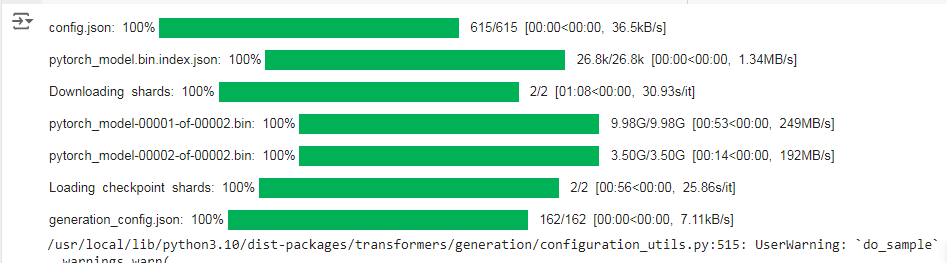 config.json: 100% 615/615 [00:00<00:00, 36.5kB/s]
pytorch_model.bin.index.json: 100% 26.8k/26.8k [00:00<00:00, 1.34MB/s]
Downloading shards: 100% 2/2 [01:08<00:00, 30.93s/it]
pytorch_model-00001-of-00002.bin: 100% 9.98G/9.98G [00:53<00:00, 249MB/s]
pytorch_model-00002-of-00002.bin: 100% 3.50G/3.50G [00:14<00:00, 192MB/s]
Loading checkpoint shards: 100% 2/2 [00:56<00:00, 25.86s/it]
generation_config.json: 100% 162/162 [00:00<00:00, 7.11kB/s]
/usr/local/lib/python3.10/dist-packages/transformers/generation/configuration_utils.py:515: UserWarning: `do_sample`
warnings.warn(